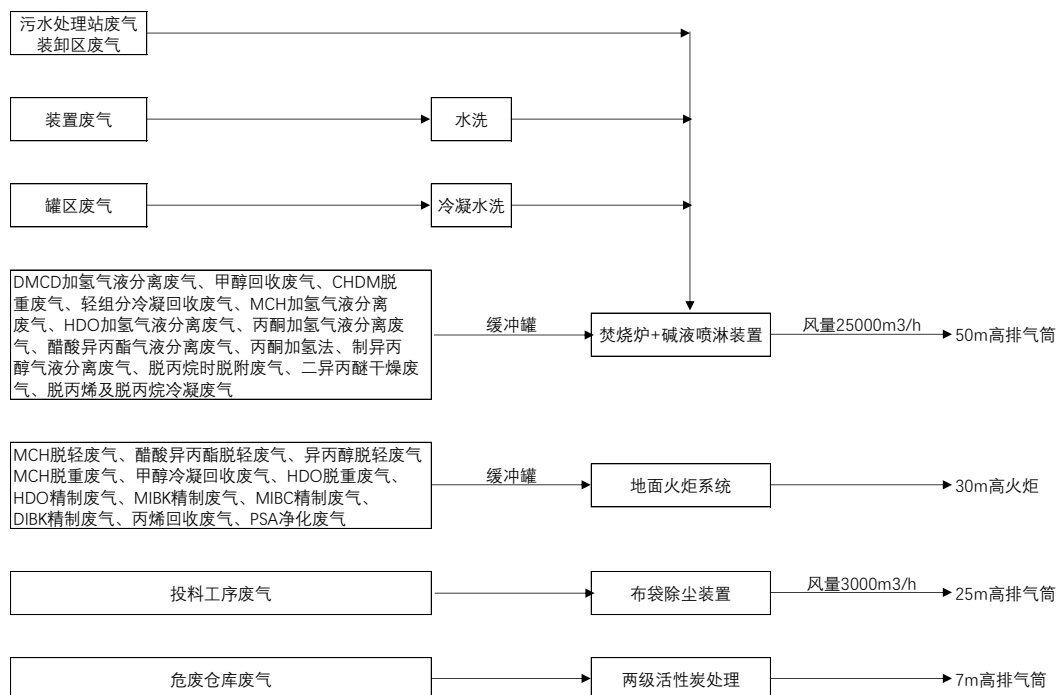 污水处理站废气
装卸区废气
装置废气
水洗
罐区废气
冷凝水洗
DMCD加氢气液分离废气、甲醇回收废气、CHDM脱
重废气、轻组分冷凝回收废气、MCH加氢气液分离
废气、HDO加氢气液分离废气、丙酮加氢气液分离废
气、醋酸异丙酯气液分离废气、丙酮加氢法、制异丙
醇气液分离废气、脱丙烷时脱附废气、二异丙醚干燥废
气、脱丙烯及脱丙烷冷凝废气
缓冲罐
焚烧炉+碱液喷淋装置
风量25000m3/h
50m高排气筒
MCH脱轻废气、醋酸异丙酯脱轻废气、异丙醇脱轻废气
MCH脱重废气、甲醇冷凝回收废气、HDO脱重废气、
HDO精制废气、MIBK精制废气、MIBC精制废气、
DIBK精制废气、丙烯回收废气、PSA净化废气
缓冲罐
地面火炬系统
30m高火炬
投料工序废气
布袋除尘装置
风量3000m3/h
25m高排气筒
危废仓库废气
两级活性炭处理
7m高排气筒